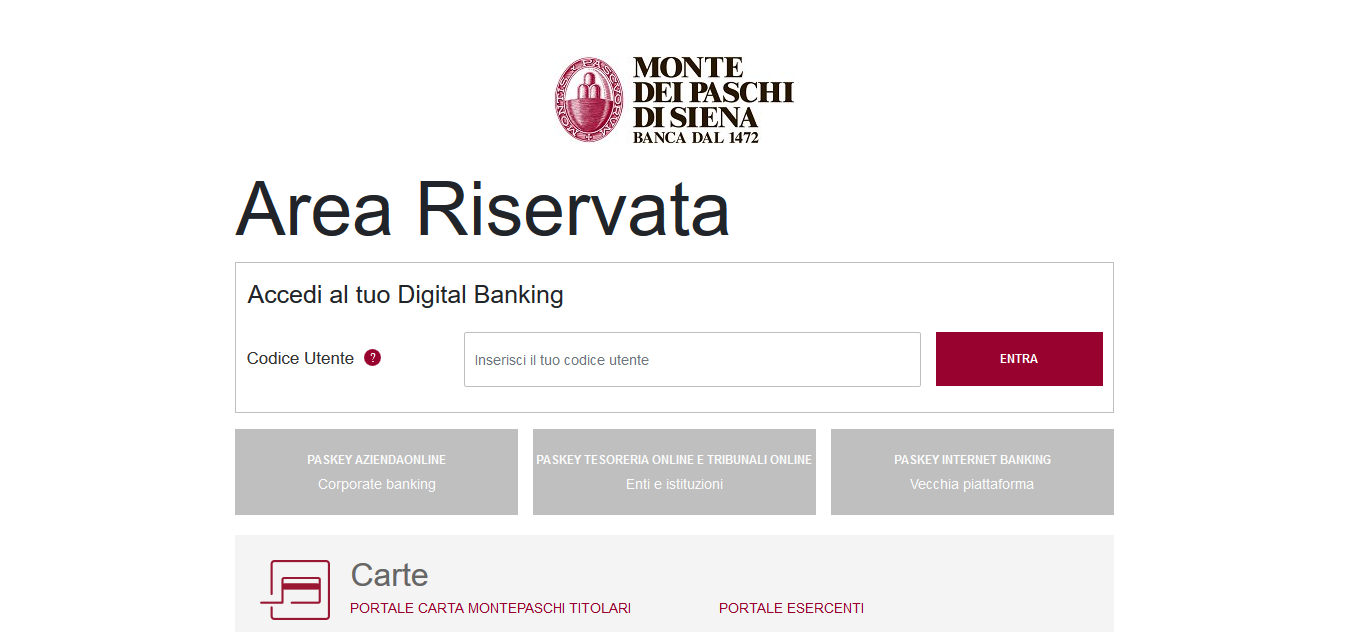 MONTIS PASCUORUM
MONTE
DEI PASCHI
DI SIENA
BANCA DAL 1472
Area Riservata
Accedi al tuo Digital Banking
Codice Utente ?
Inserisci il tuo codice utente
ENTRA
PASKEY AZIENDAONLINE
Corporate banking
PASKEY TESORERIA ONLINE E TRIBUNALI ONLINE
Enti e istituzioni
PASKEY INTERNET BANKING
Vecchia piattaforma
Carte
PORTALE CARTA MONTEPASCHI TITOLARI
PORTALE ESERCENTI